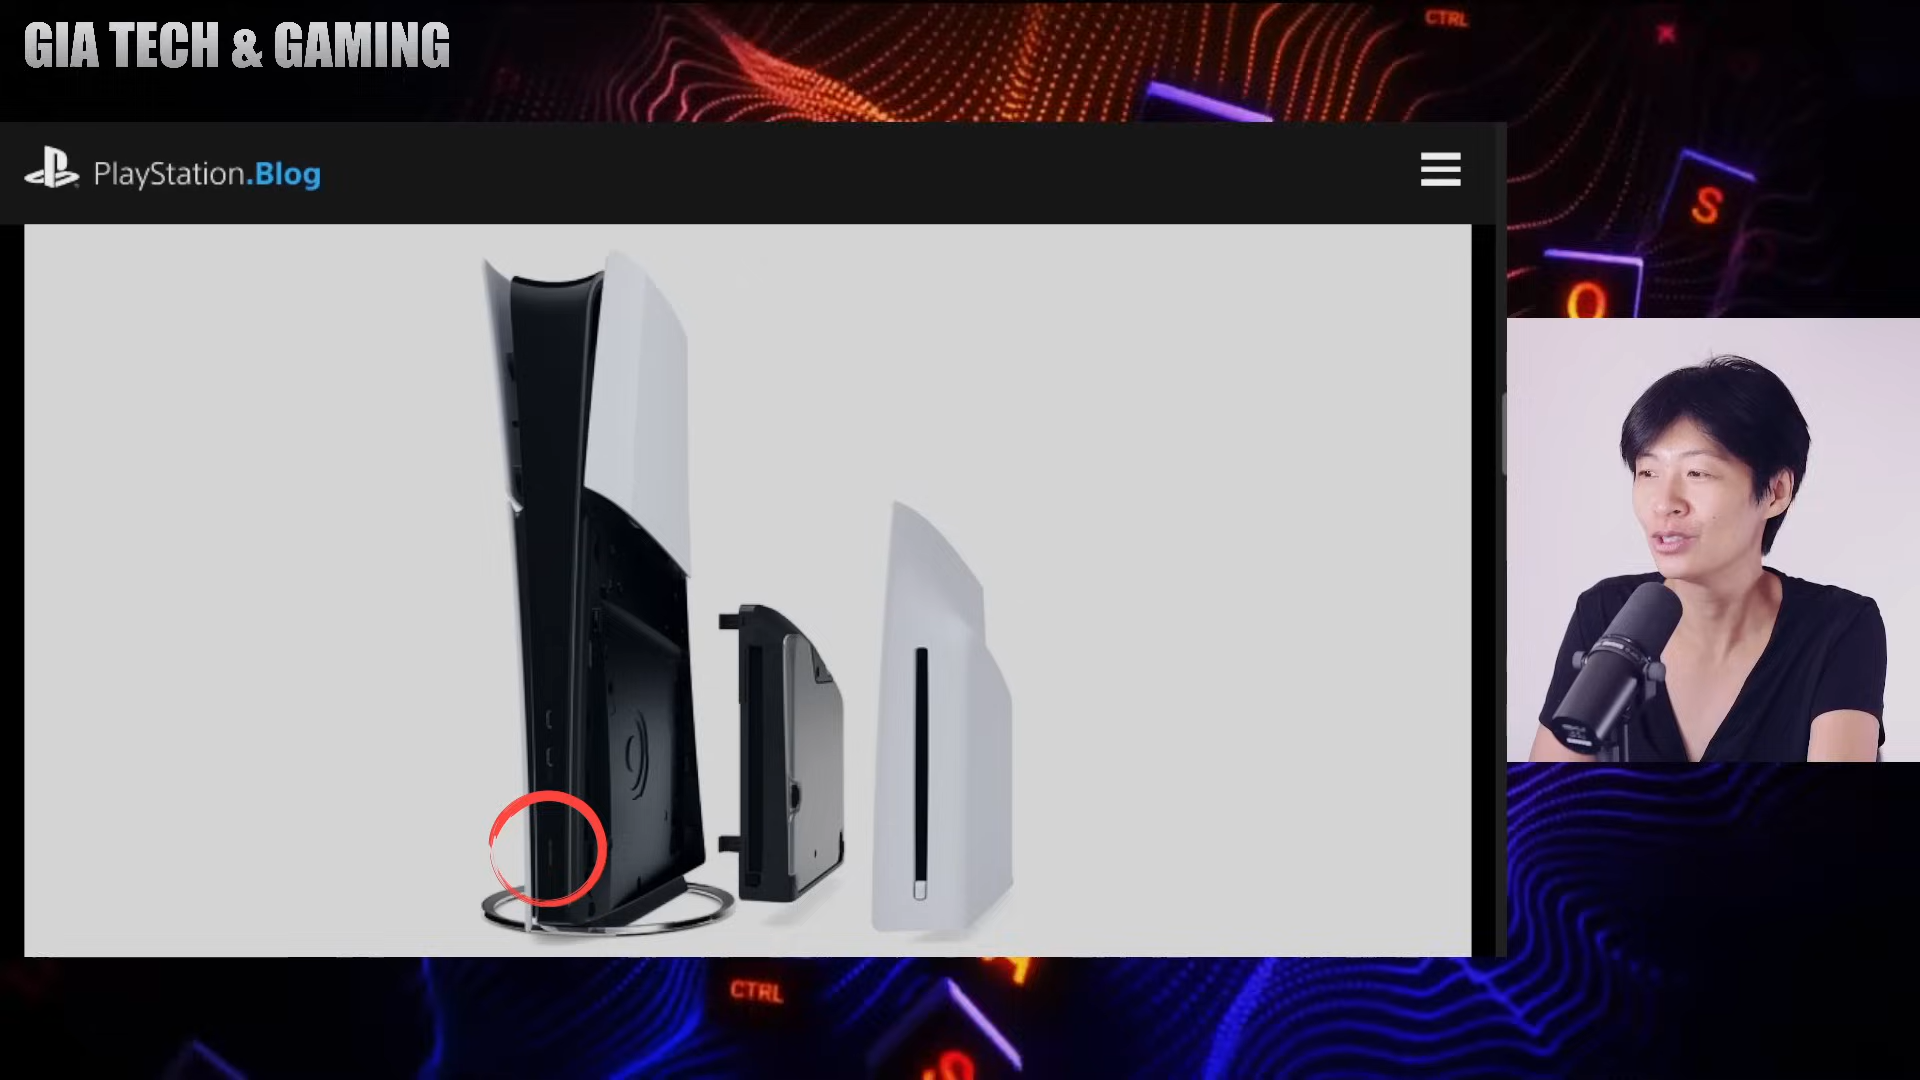 GIA TECH & GAMING
CTRL
PlayStation.Blog
S
O
CTRL